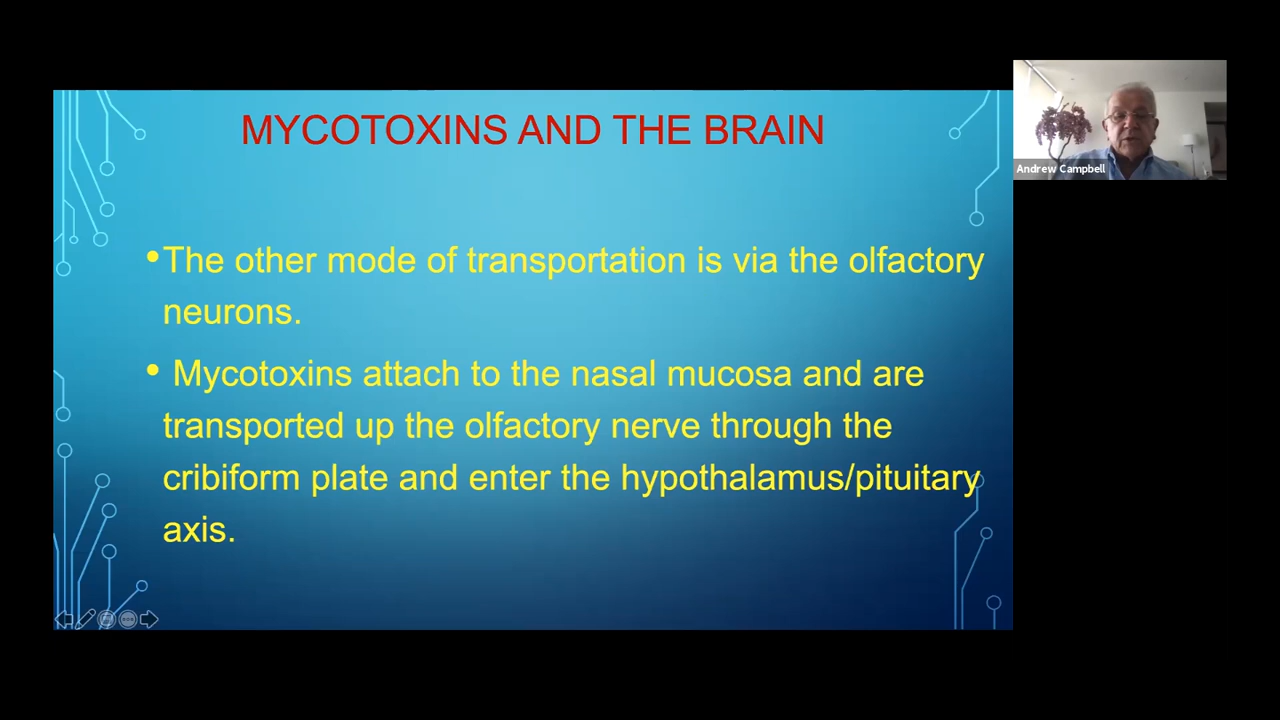 MYCOTOXINS AND THE BRAIN
•The other mode of transportation is via the olfactory
neurons.
• Mycotoxins attach to the nasal mucosa and are
transported up the olfactory nerve through the
cribiform plate and enter the hypothalamus/pituitary
axis.
Andrew Campbell